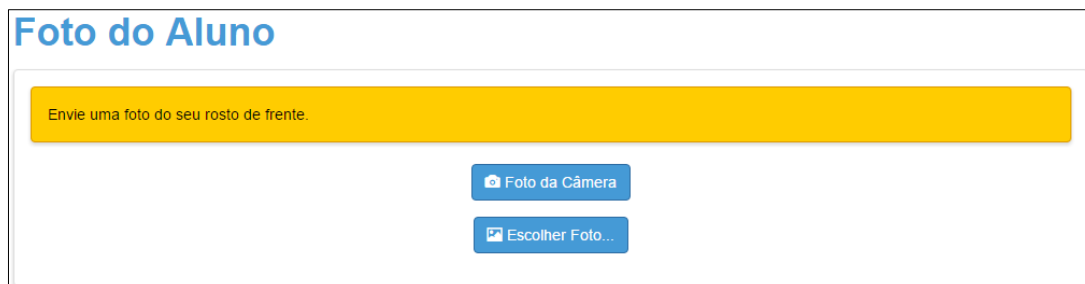 Foto do Aluno
Envie uma foto do seu rosto de frente.
Foto da Câmera
Escolher Foto...